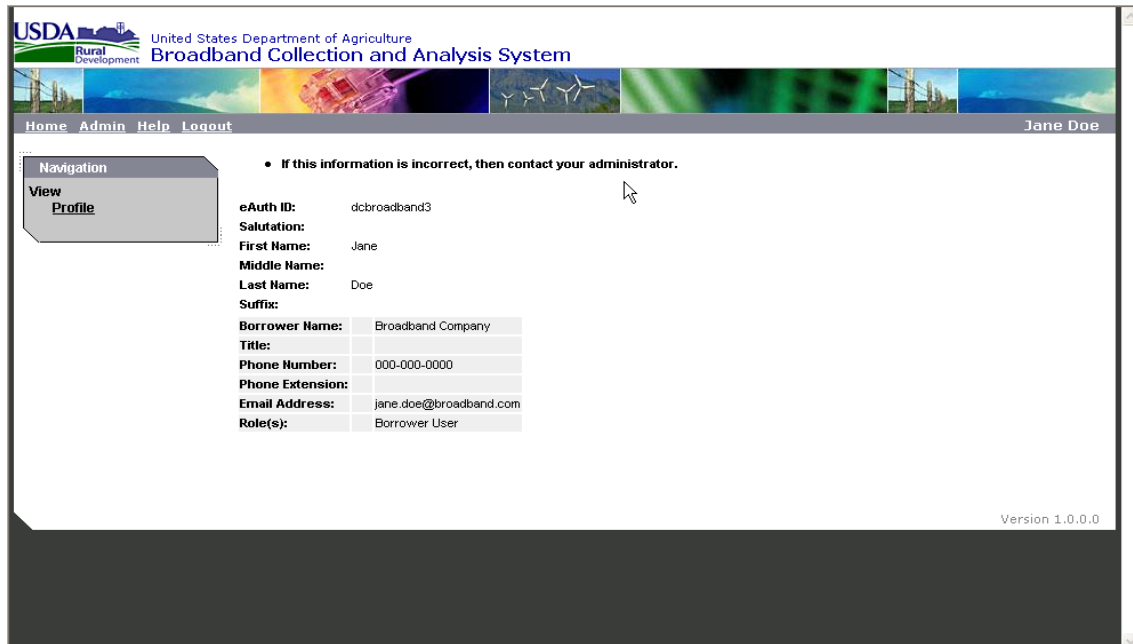 USDA
Rural
Development
United States Department of Agriculture
Broadband Collection and Analysis System
Home Admin Help Logout
Jane Doe
Navigation
View
Profile
• If this information is incorrect, then contact your administrator.
eAuth ID: dcbroadband3
Salutation:
First Name: Jane
Middle Name:
Last Name: Doe
Suffix:
Borrower Name: Broadband Company
Title:
Phone Number: 000-000-0000
Phone Extension:
Email Address: jane.doe@broadband.com
Role(s): Borrower User
Version 1.0.0.0